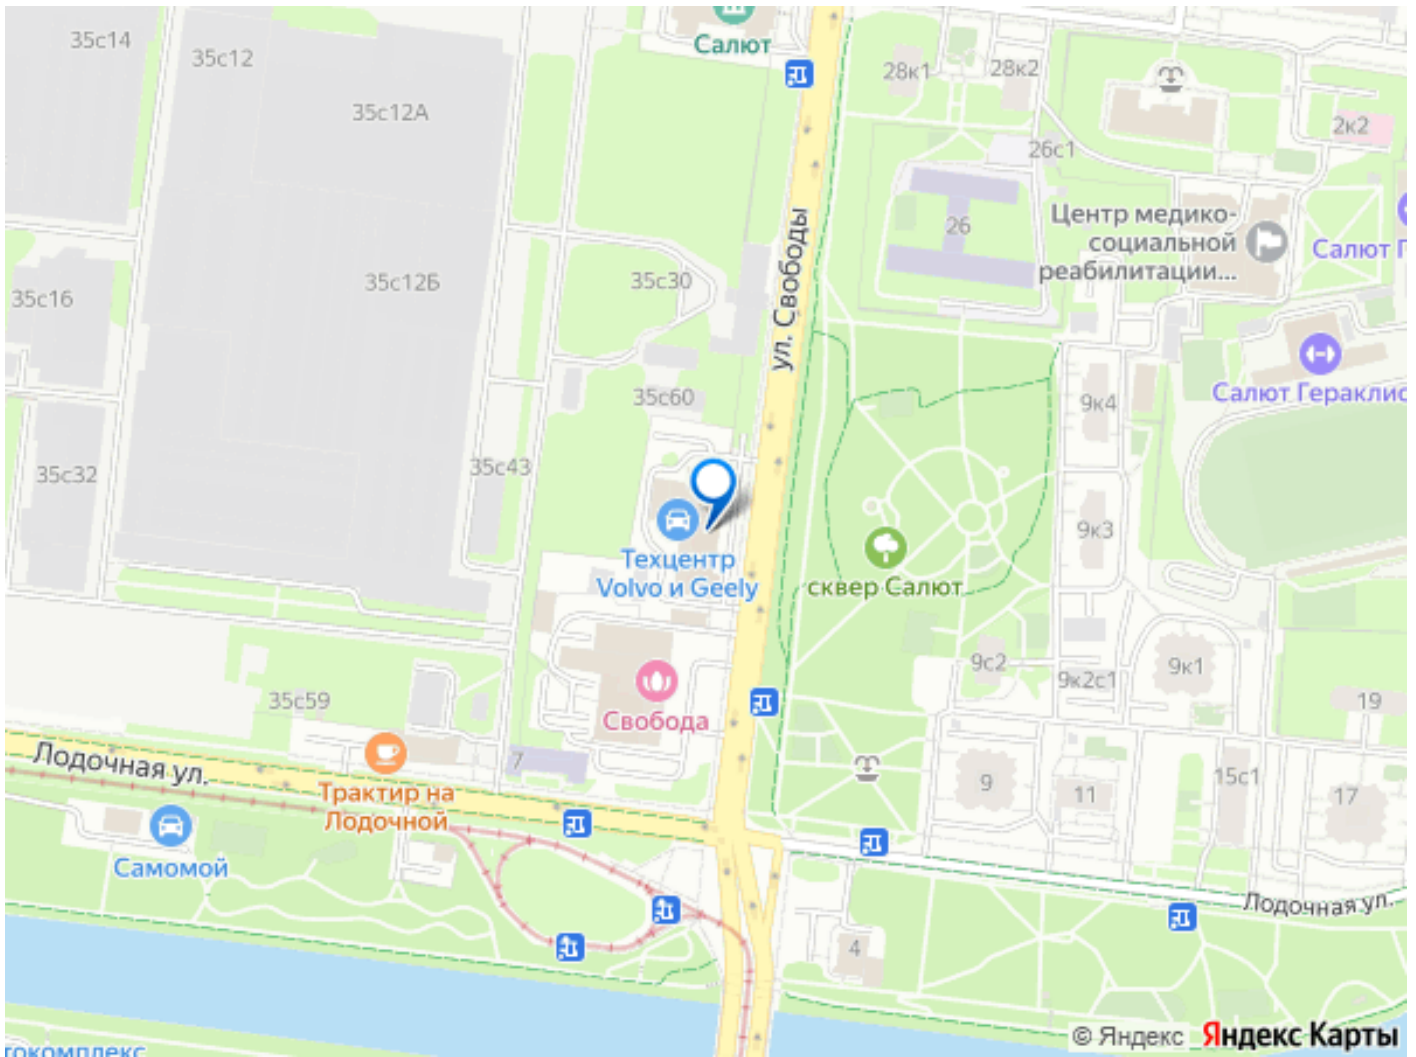 35с14
35с12
Салют
28к1
28к2
35с12А
2к2
26с1
26
Центр медико-
социальной
реабилитации...
Салют Г
35с16
35с12Б
35с30
ул. Свободы
35с60
9к4
Салют Гераклис
35с32
35с43
9к3
Техцентр
Volvo и Geely
сквер Салют
9с2
9к2с1
9к1
19
35с59
Свобода
Лодочная ул.
7
Трактир на
Лодочной
9
11
15с1
17
Самомой
Лодочная ул.
4
© Яндекс Яндекс Карты
токомплекс